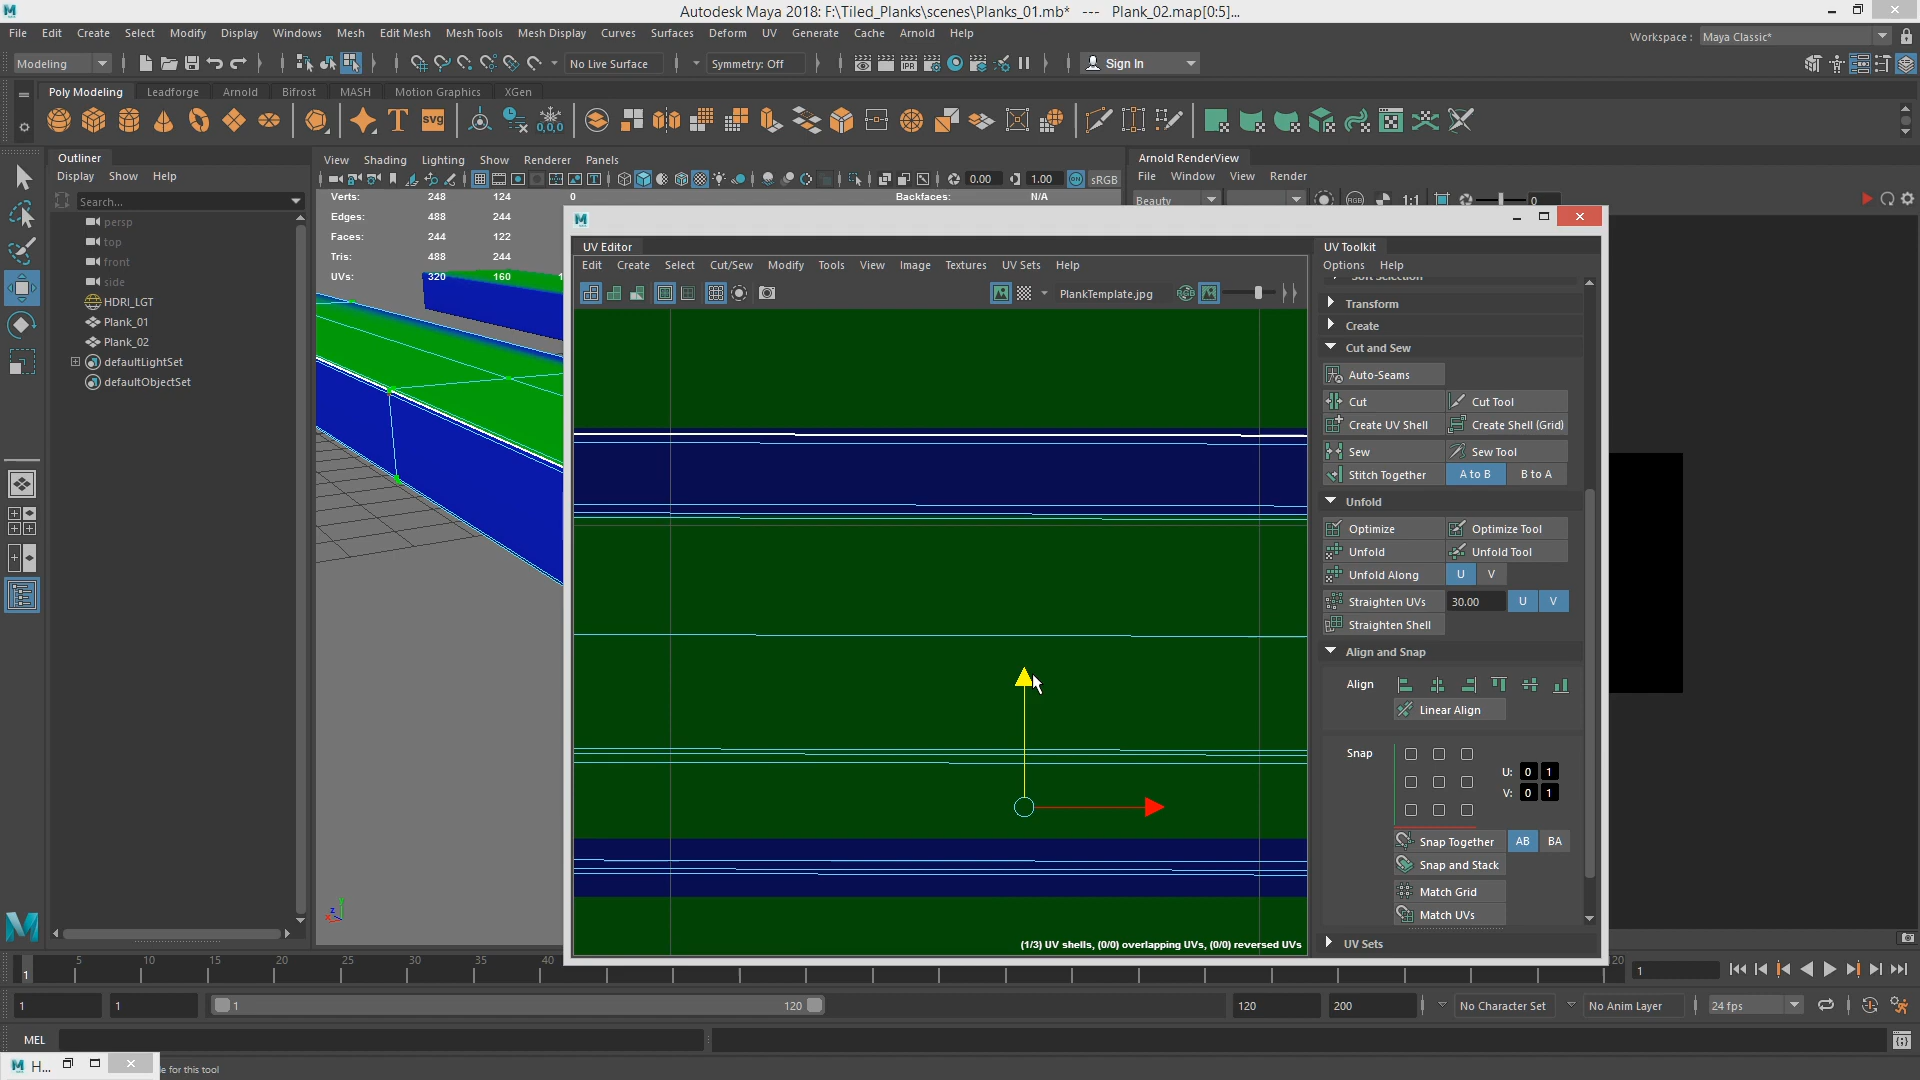 Autodesk Maya 2018: F:\Tiled_Planks\scenes\Planks_01.mb* --- Plank_02.map[0:5]...
File Edit Create Select Modify Display Windows Mesh Edit Mesh Mesh Tools Mesh Display Curves Surfaces Deform UV Generate Cache Arnold Help
Workspace : Maya Classic*
Modeling No Live Surface Symmetry: Off IPR Sign In
Poly Modeling Leadforge Arnold Bifrost MASH Motion Graphics XGen
T SVG 0,0,0
Outliner
Display Show Help
Search...
persp
top
front
side
HDRI_LGT
Plank_01
Plank_02
defaultLightSet
defaultObjectSet
View Shading Lighting Show Renderer Panels
0.00 1.00 sRGB
Verts: 248 124 0
Edges: 488 244
Faces: 244 122
Tris: 488 244
UVs: 320 160 1
Backfaces: N/A
Arnold RenderView
File Window View Render
Beauty 1:1 0
UV Editor
Edit Create Select Cut/Sew Modify Tools View Image Textures UV Sets Help
PlankTemplate.jpg
(1/3) UV shells, (0/0) overlapping UVs, (0/0) reversed UVs
UV Toolkit
Options Help
Soft Selection
Transform
Create
Cut and Sew
Auto-Seams
Cut Cut Tool
Create UV Shell Create Shell (Grid)
Sew Sew Tool
Stitch Together A to B B to A
Unfold
Optimize Optimize Tool
Unfold Unfold Tool
Unfold Along U V
Straighten UVs 30.00 U V
Straighten Shell
Align and Snap
Align
Linear Align
Snap
U: 0 1
V: 0 1
Snap Together AB BA
Snap and Stack
Match Grid
Match UVs
UV Sets
1 5 10 15 20 25 30 35 40 120 1
1 1 1 120 120 200 No Character Set No Anim Layer 24 fps
MEL
H... e for this tool